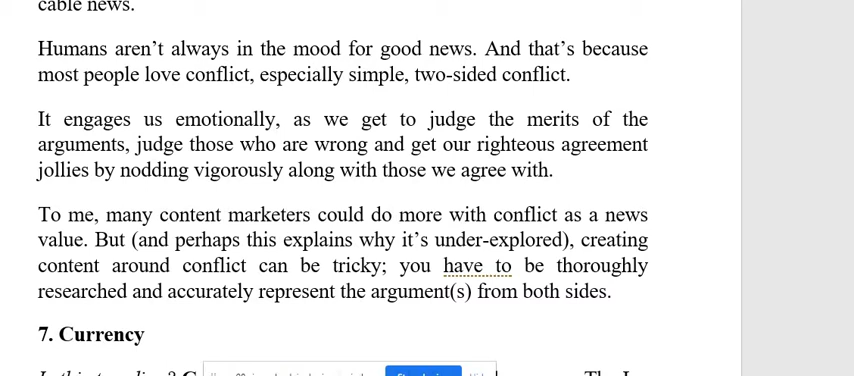 cable news.
Humans aren’t always in the mood for good news. And that’s because
most people love conflict, especially simple, two-sided conflict.
It engages us emotionally, as we get to judge the merits of the
arguments, judge those who are wrong and get our righteous agreement
jollies by nodding vigorously along with those we agree with.
To me, many content marketers could do more with conflict as a news
value. But (and perhaps this explains why it’s under-explored), creating
content around conflict can be tricky; you have to be thoroughly
researched and accurately represent the argument(s) from both sides.
7. Currency